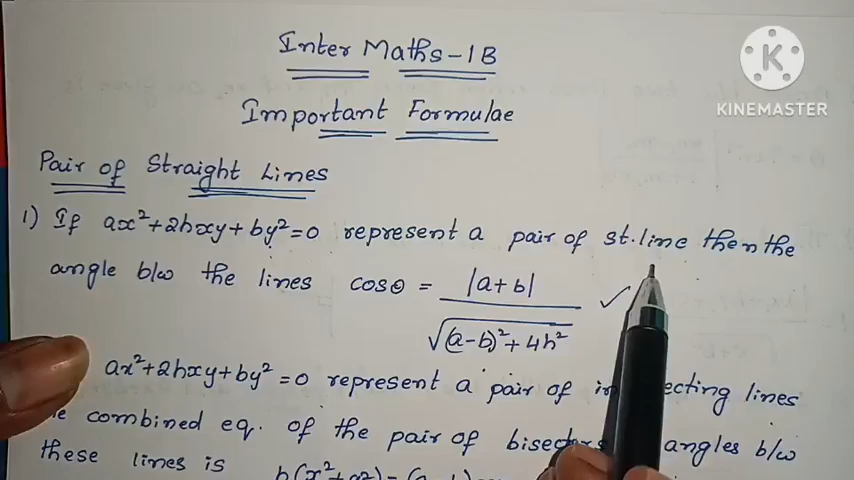 Inter Maths-1B
K
KINEMASTER
Important Formulae
Pair of Straight Lines
1) If ax²+2hxy+by²=0 represent a pair of st.line then the
angle b/w the lines cosθ = |a+b| / √(a-b)²+4h² ✓
ax²+2hxy+by²=0 represent a pair of lines
combined eq. of the pair of angles b/w
these lines is